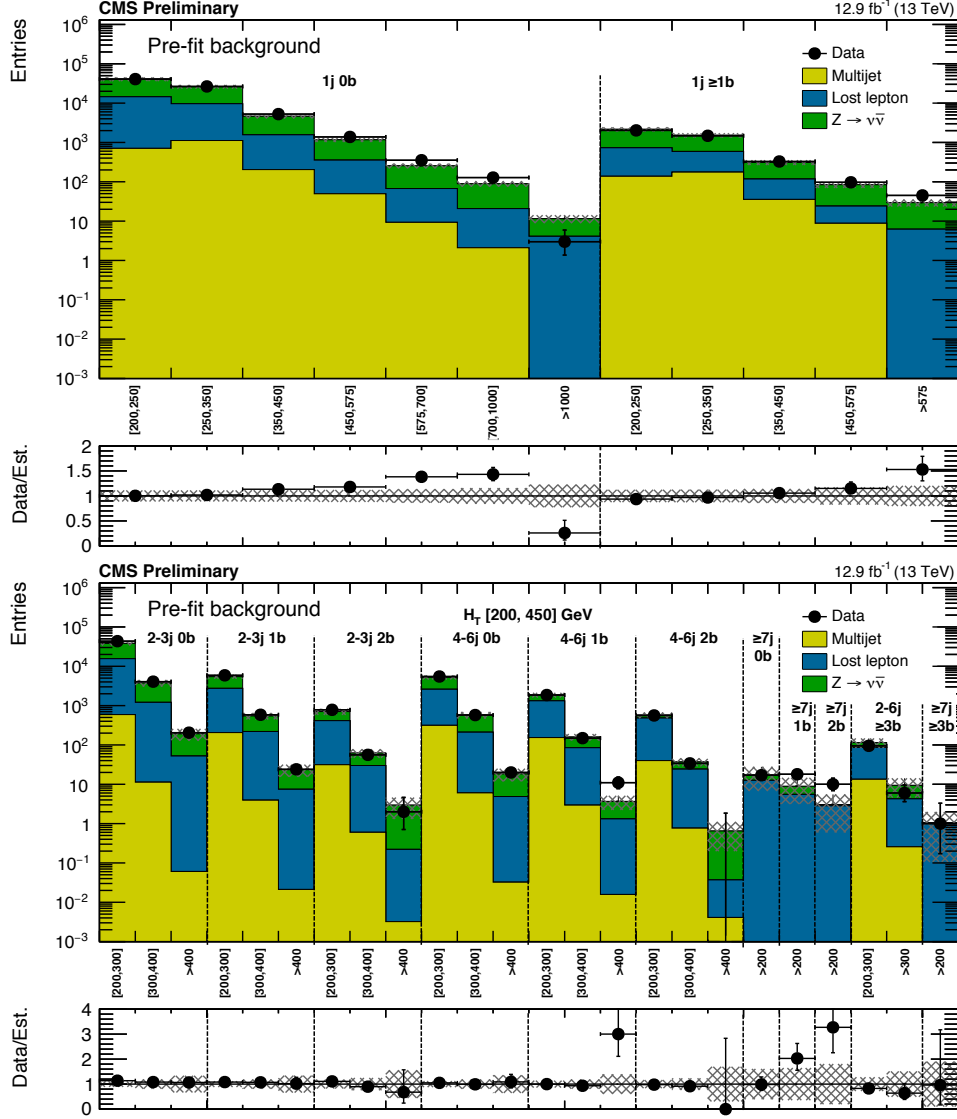 CMS Preliminary 12.9 fb⁻¹ (13 TeV)
Entries
Pre-fit background
1j 0b
1j ≥1b
Data
Multijet
Lost lepton
Z → νν̅
10⁶
10⁵
10⁴
10³
10²
10
1
10⁻¹
10⁻²
10⁻³
[200,250] [250,350] [350,450] [450,575] [575,700] [700,1000] >1000 [200,250] [250,350] [350,450] [450,575] >575
Data/Est.
2
1.5
1
0.5
0
CMS Preliminary 12.9 fb⁻¹ (13 TeV)
Entries
Pre-fit background
H_T [200, 450] GeV
Data
Multijet
Lost lepton
Z → νν̅
2-3j 0b 2-3j 1b 2-3j 2b 4-6j 0b 4-6j 1b 4-6j 2b
≥7j
0b
≥7j
1b
≥7j
2b
2-6j
≥3b
≥7j
≥3b
10⁶
10⁵
10⁴
10³
10²
10
1
10⁻¹
10⁻²
10⁻³
[200,300] [300,400] >400 [200,300] [300,400] >400 [200,300] [300,400] >400 [200,300] [300,400] >400 [200,300] [300,400] >400 [200,300] [300,400] >400 >200 >200 >200 [200,300] >300 >200
Data/Est.
4
3
2
1
0